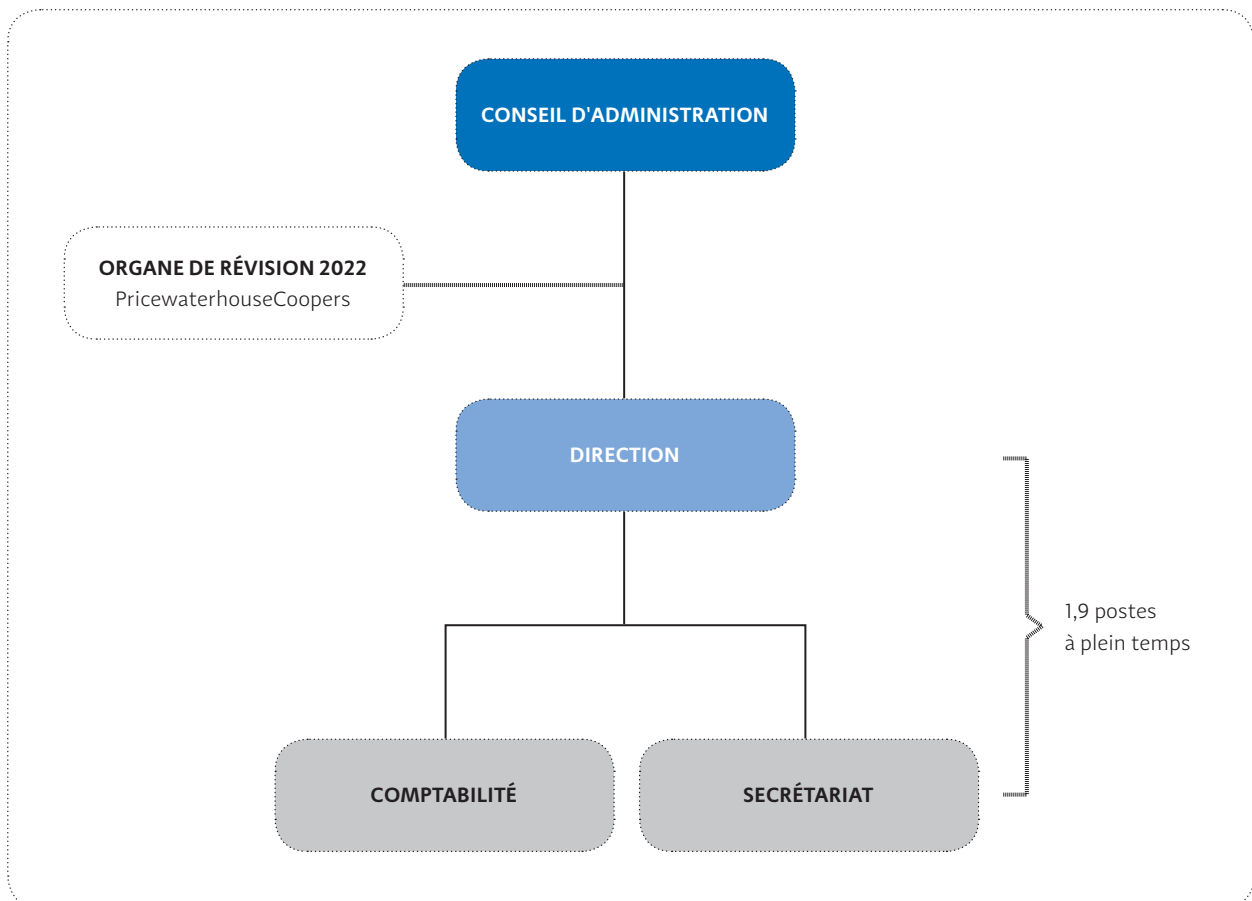 CONSEIL D'ADMINISTRATION
ORGANE DE RÉVISION 2022
PricewaterhouseCoopers
DIRECTION
1,9 postes
à plein temps
COMPTABILITÉ
SECRÉTARIAT